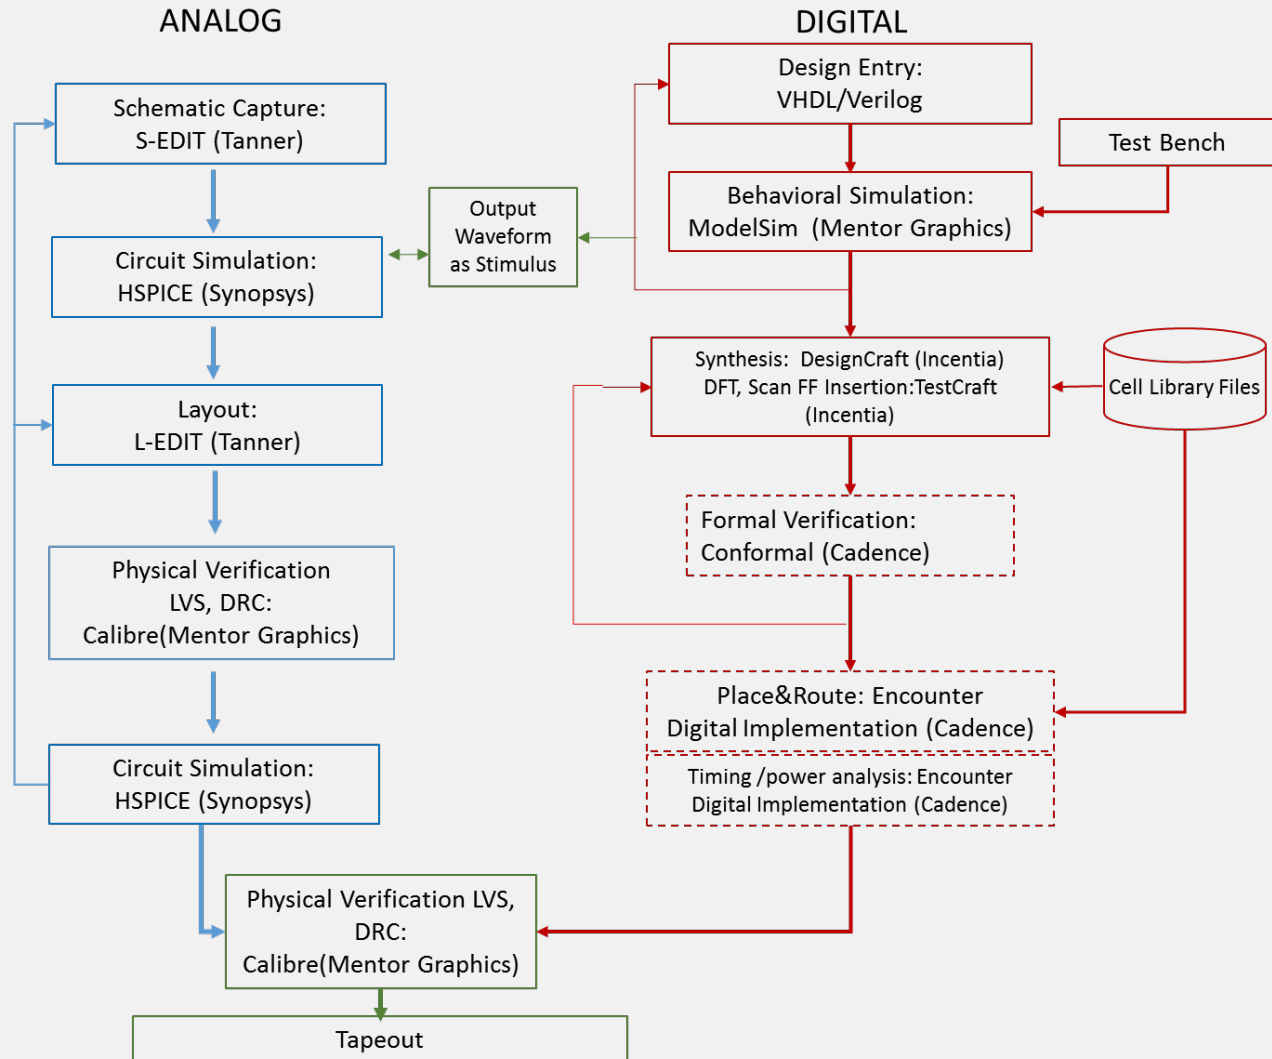 ANALOG
DIGITAL
Schematic Capture:
S-EDIT (Tanner)
Circuit Simulation:
HSPICE (Synopsys)
Layout:
L-EDIT (Tanner)
Physical Verification
LVS, DRC:
Calibre(Mentor Graphics)
Circuit Simulation:
HSPICE (Synopsys)
Output
Waveform
as Stimulus
Design Entry:
VHDL/Verilog
Test Bench
Behavioral Simulation:
ModelSim (Mentor Graphics)
Synthesis: DesignCraft (Incentia)
DFT, Scan FF Insertion:TestCraft
(Incentia)
Cell Library Files
Formal Verification:
Conformal (Cadence)
Place&Route: Encounter
Digital Implementation (Cadence)
Timing /power analysis: Encounter
Digital Implementation (Cadence)
Physical Verification LVS,
DRC:
Calibre(Mentor Graphics)
Tapeout